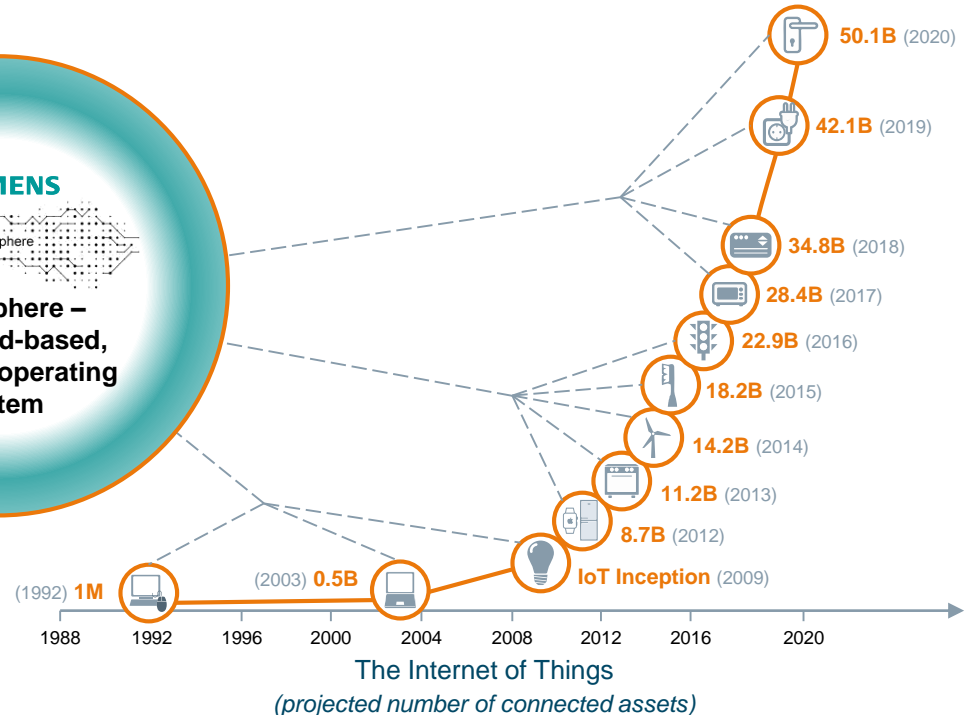 50.1B (2020)
42.1B (2019)
MENS
phere
34.8B (2018)
28.4B (2017)
phere –
d-based,
operating
tem
22.9B (2016)
18.2B (2015)
14.2B (2014)
11.2B (2013)
8.7B (2012)
IoT Inception (2009)
(2003) 0.5B
(1992) 1M
1988 1992 1996 2000 2004 2008 2012 2016 2020
The Internet of Things
(projected number of connected assets)